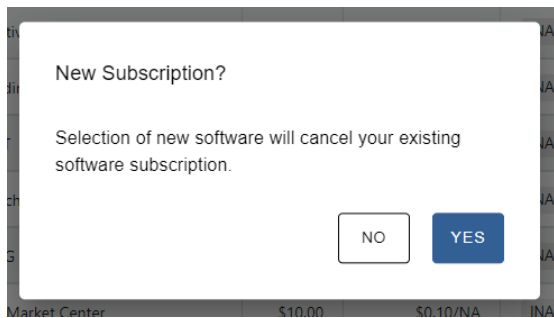 New Subscription?
Selection of new software will cancel your existing
software subscription.
NO YES
Market Center $10.00 $0.10/NA